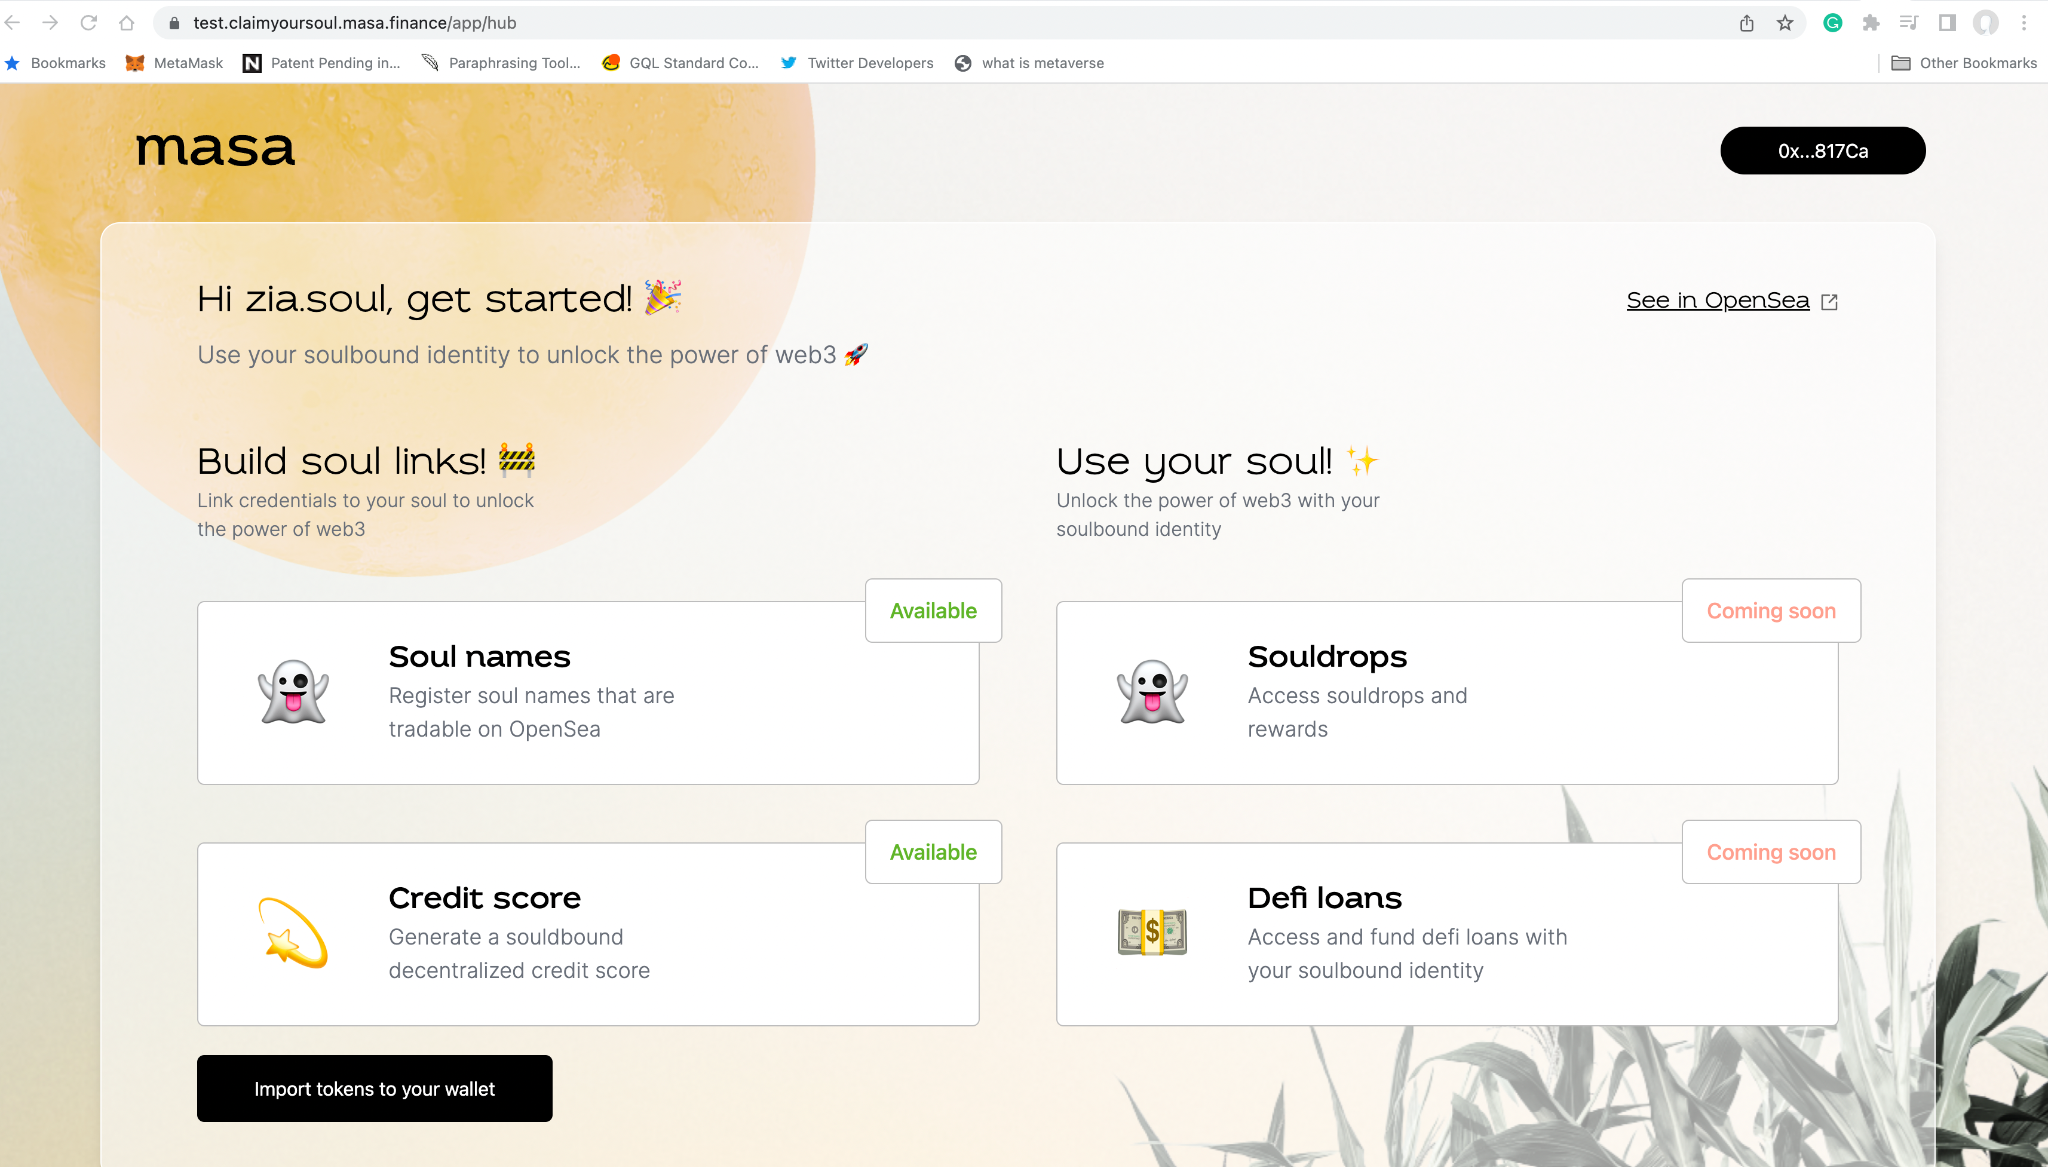 test.claimyoursoul.masa.finance/app/hub
Bookmarks MetaMask Patent Pending in... Paraphrasing Tool... GQL Standard Co... Twitter Developers what is metaverse Other Bookmarks
masa
0x...817Ca
Hi zia.soul, get started! 🎉
See in OpenSea
Use your soulbound identity to unlock the power of web3 🚀
Build soul links! 🚧
Link credentials to your soul to unlock
the power of web3
Use your soul! ✨
Unlock the power of web3 with your
soulbound identity
Available
Soul names
Register soul names that are
tradable on OpenSea
Coming soon
Souldrops
Access souldrops and
rewards
Available
Credit score
Generate a souldbound
decentralized credit score
Coming soon
Defi loans
Access and fund defi loans with
your soulbound identity
Import tokens to your wallet